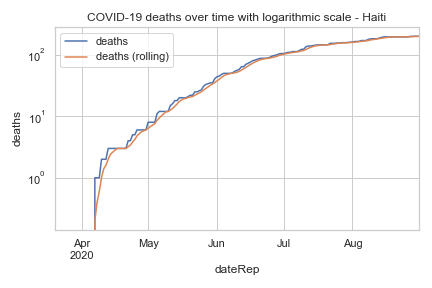 COVID-19 deaths over time with logarithmic scale - Haiti
deaths
deaths (rolling)
10²
10¹
10⁰
deaths
Apr
2020
May
Jun
Jul
Aug
dateRep